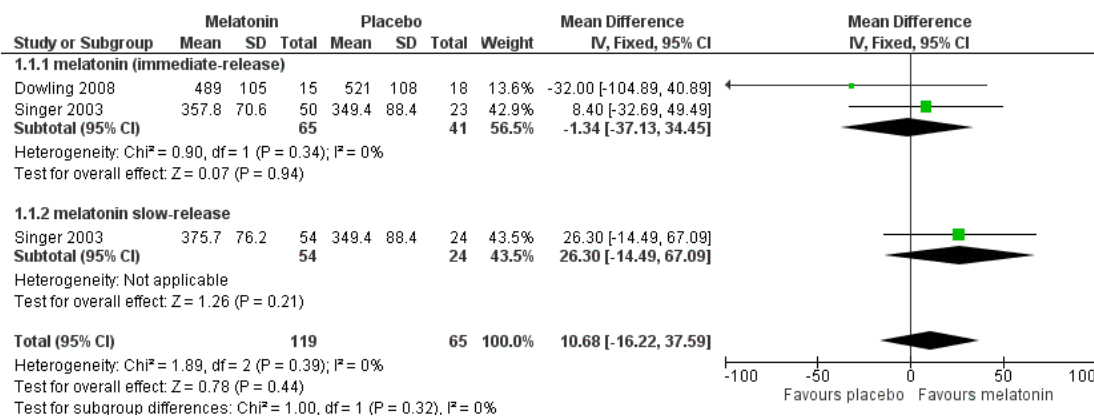 Melatonin Placebo Mean Difference Mean Difference
Study or Subgroup Mean SD Total Mean SD Total Weight IV, Fixed, 95% CI IV, Fixed, 95% CI
1.1.1 melatonin (immediate-release)
Dowling 2008 489 105 15 521 108 18 13.6% -32.00 [-104.89, 40.89]
Singer 2003 357.8 70.6 50 349.4 88.4 23 42.9% 8.40 [-32.69, 49.49]
Subtotal (95% CI) 65 41 56.5% -1.34 [-37.13, 34.45]
Heterogeneity: Chi² = 0.90, df = 1 (P = 0.34); I² = 0%
Test for overall effect: Z = 0.07 (P = 0.94)
1.1.2 melatonin slow-release
Singer 2003 375.7 76.2 54 349.4 88.4 24 43.5% 26.30 [-14.49, 67.09]
Subtotal (95% CI) 54 24 43.5% 26.30 [-14.49, 67.09]
Heterogeneity: Not applicable
Test for overall effect: Z = 1.26 (P = 0.21)
Total (95% CI) 119 65 100.0% 10.68 [-16.22, 37.59]
Heterogeneity: Chi² = 1.89, df = 2 (P = 0.39); I² = 0%
Test for overall effect: Z = 0.78 (P = 0.44)
Test for subgroup differences: Chi² = 1.00, df = 1 (P = 0.32), I² = 0%
-100 -50 0 50 100
Favours placebo Favours melatonin